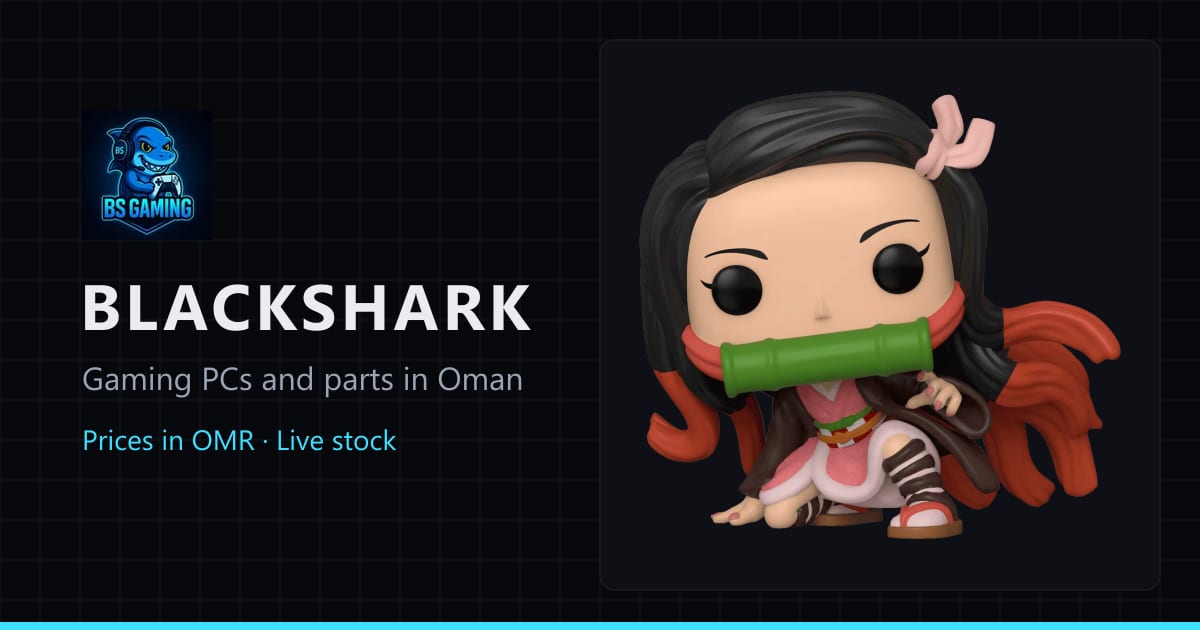 BS
BS GAMING
BLACKSHARK
Gaming PCs and parts in Oman
Prices in OMR · Live stock